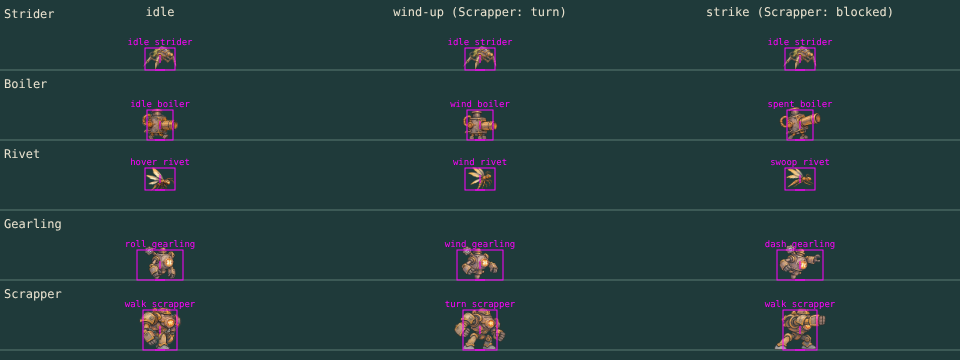 Strider idle wind-up (Scrapper: turn) strike (Scrapper: blocked)
idle strider idle strider idle strider
Boiler
idle boiler wind boiler spent boiler
Rivet
hover rivet wind rivet swoop rivet
Gearling
roll gearling wind gearling dash gearling
Scrapper
walk scrapper turn scrapper walk scrapper